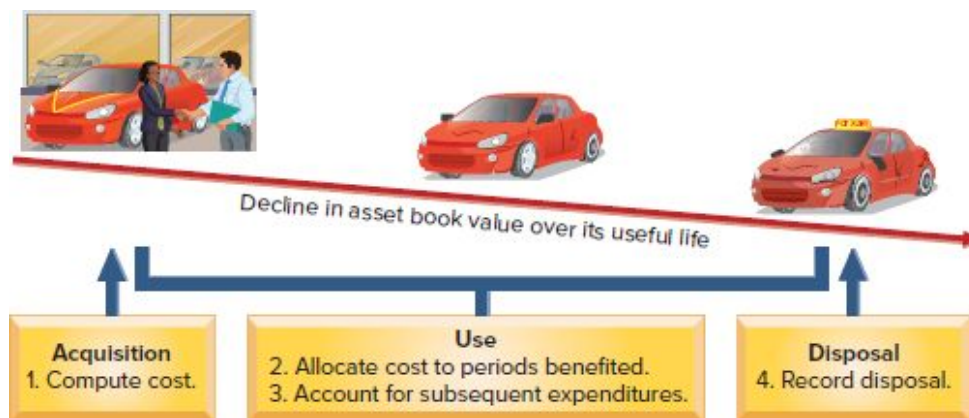 Decline in asset book value over its useful life
Acquisition
1. Compute cost.
Use
2. Allocate cost to periods benefited.
3. Account for subsequent expenditures.
Disposal
4. Record disposal.